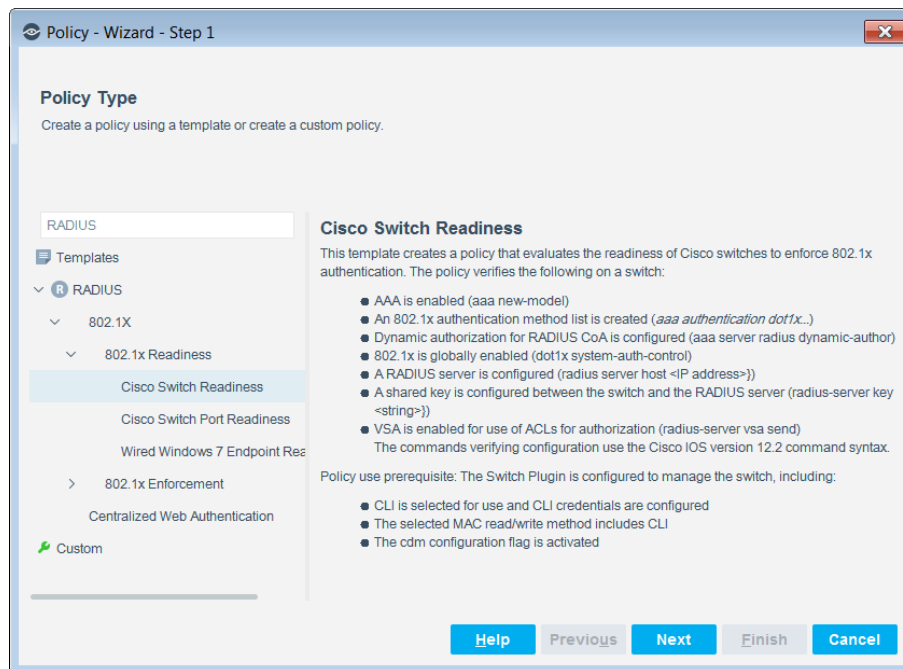 Policy - Wizard - Step 1
Policy Type
Create a policy using a template or create a custom policy.
RADIUS
Templates
R RADIUS
802.1X
802.1x Readiness
Cisco Switch Readiness
Cisco Switch Port Readiness
Wired Windows 7 Endpoint Rea
802.1x Enforcement
Centralized Web Authentication
Custom
Cisco Switch Readiness
This template creates a policy that evaluates the readiness of Cisco switches to enforce 802.1x
authentication. The policy verifies the following on a switch:
AAA is enabled (aaa new-model)
An 802.1x authentication method list is created (aaa authentication dot1x...)
Dynamic authorization for RADIUS CoA is configured (aaa server radius dynamic-author)
802.1x is globally enabled (dot1x system-auth-control)
A RADIUS server is configured (radius server host <IP address>})
A shared key is configured between the switch and the RADIUS server (radius-server key
<string>})
VSA is enabled for use of ACLs for authorization (radius-server vsa send)
The commands verifying configuration use the Cisco IOS version 12.2 command syntax.
Policy use prerequisite: The Switch Plugin is configured to manage the switch, including:
CLI is selected for use and CLI credentials are configured
The selected MAC read/write method includes CLI
The cdm configuration flag is activated
Help Previous Next Finish Cancel